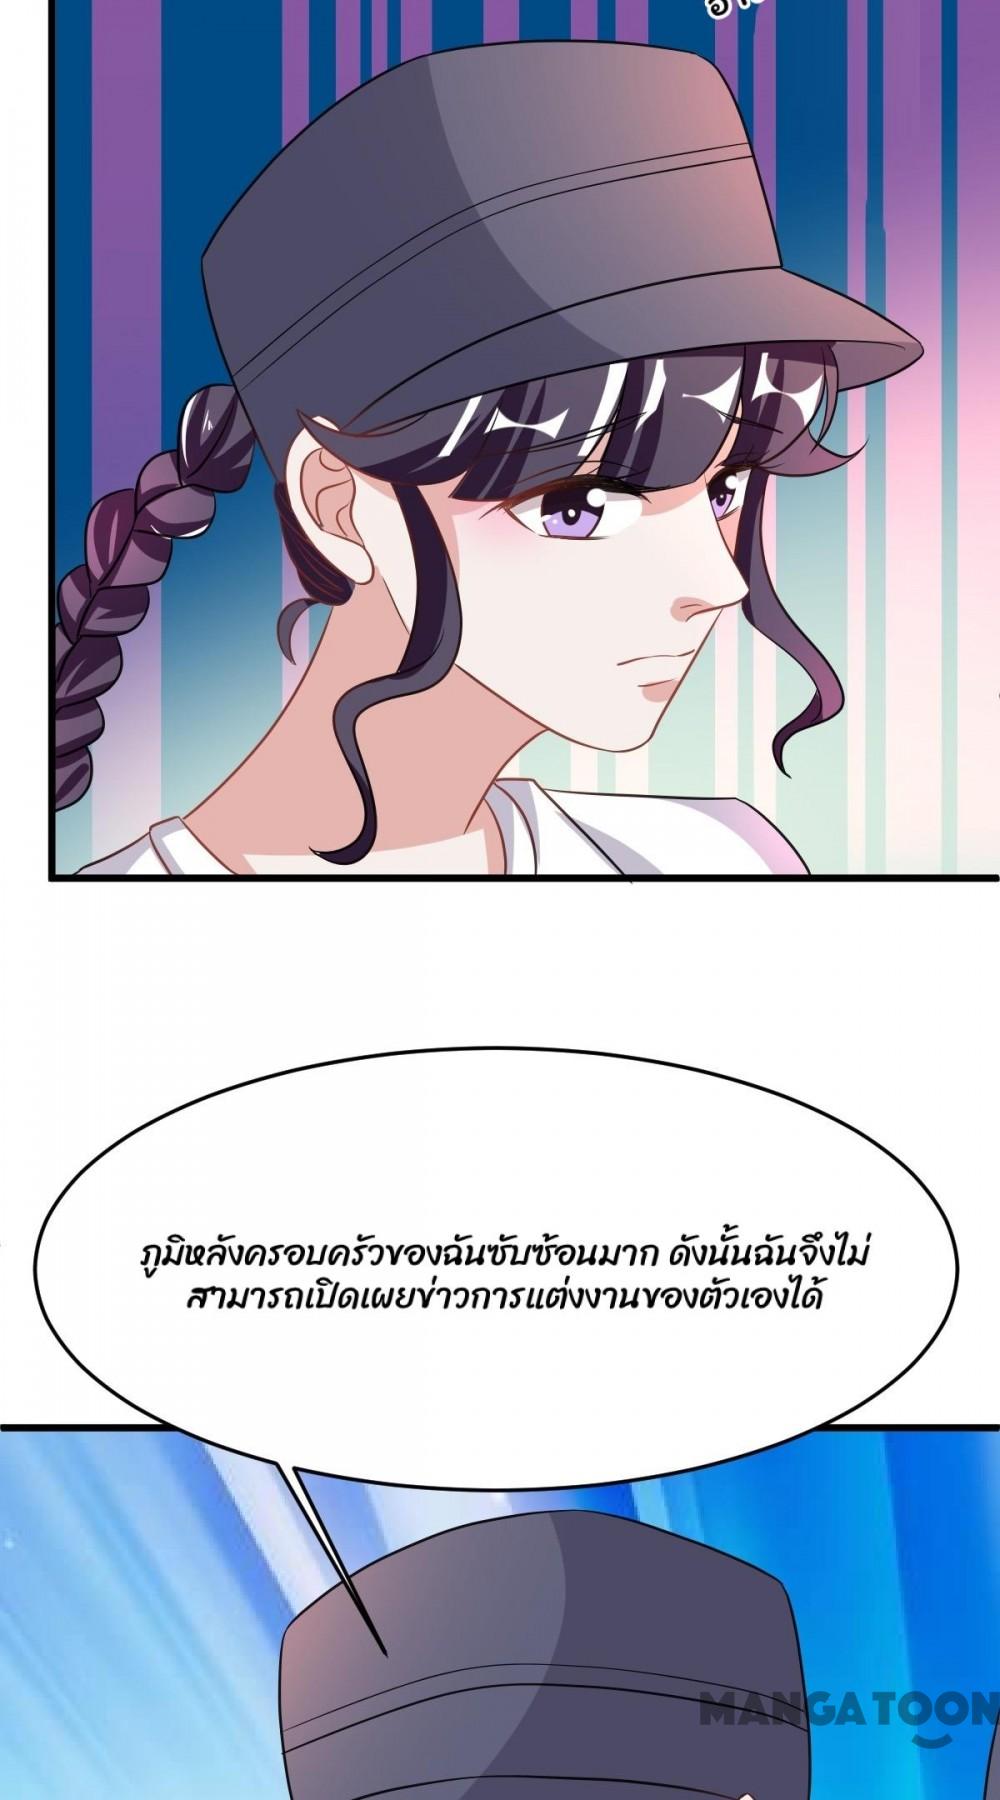 ภูมิหลังครอบครัวของฉันซับซ้อนมาก ดังนั้นฉันจึงไม่
สามารถเปิดเผยข่าวการแต่งงานของตัวเองได้
MANGATOON